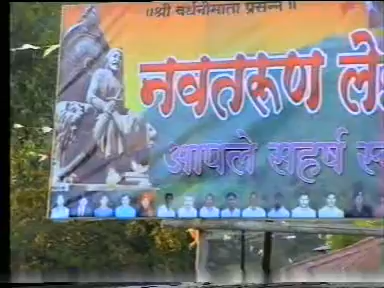 ॥श्री वर्धनीमाता प्रसन्न॥
नवतरूण ले
आपले सहर्ष स्